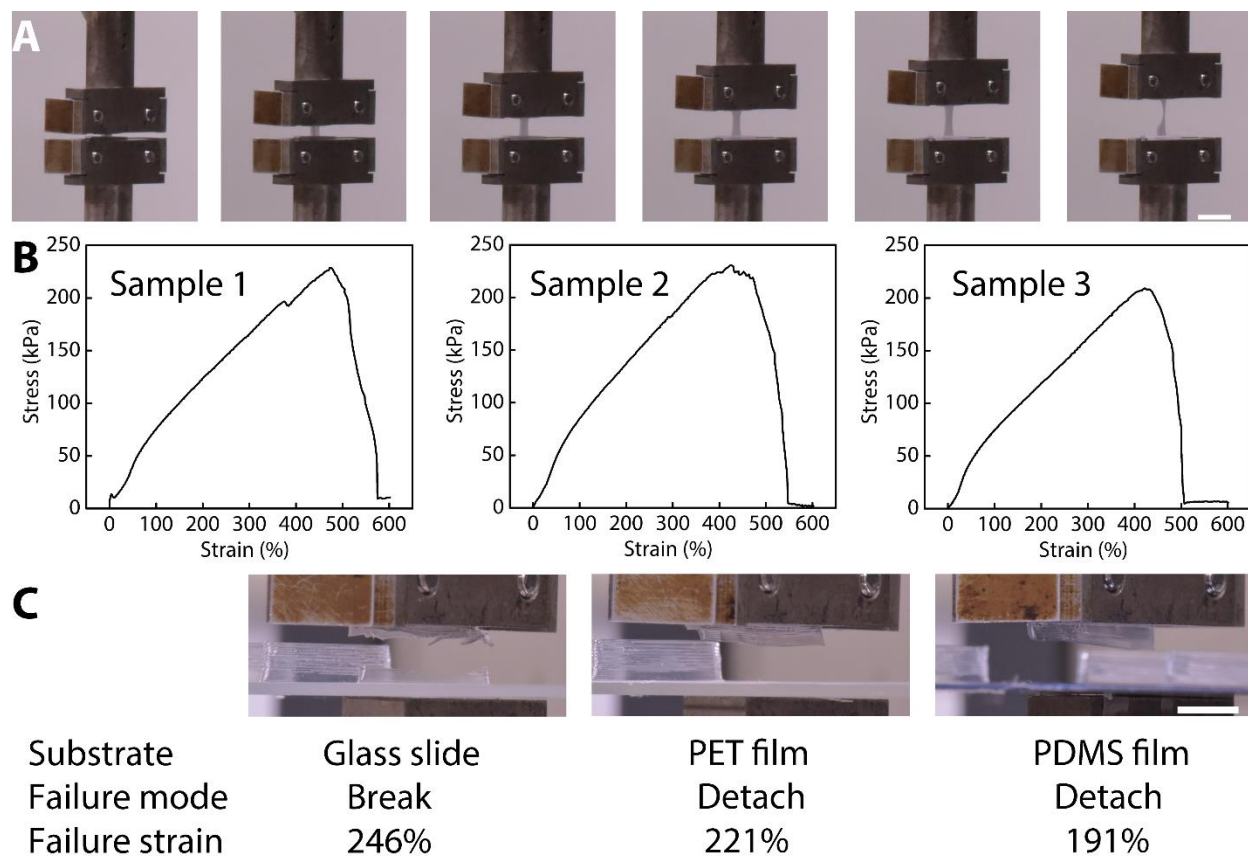 A
B
250
200
150
100
50
0
Stress (kPa)
Sample 1
0 100 200 300 400 500 600
Strain (%)
250
200
150
100
50
0
Stress (kPa)
Sample 2
0 100 200 300 400 500 600
Strain (%)
250
200
150
100
50
0
Stress (kPa)
Sample 3
0 100 200 300 400 500 600
Strain (%)
C
Substrate Glass slide PET film PDMS film
Failure mode Break Detach Detach
Failure strain 246% 221% 191%